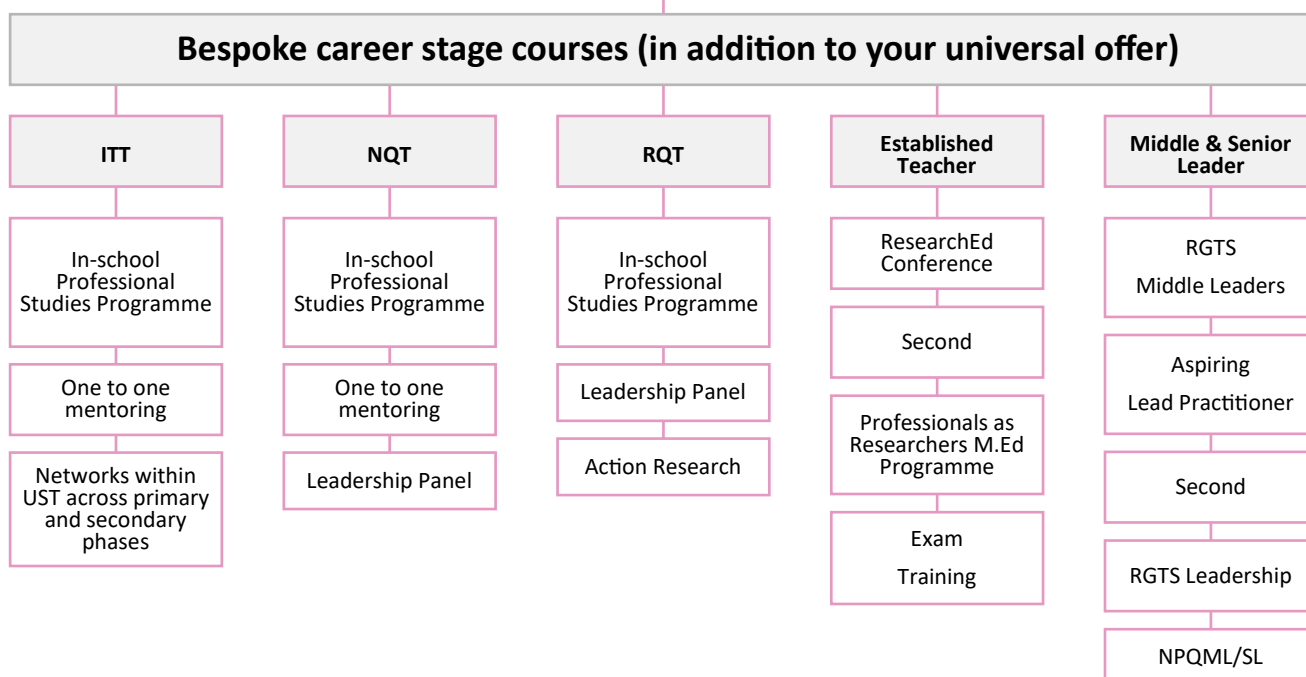 Bespoke career stage courses (in addition to your universal offer)
ITT
In-school
Professional
Studies Programme
One to one
mentoring
Networks within
UST across primary
and secondary
phases
NQT
In-school
Professional
Studies Programme
One to one
mentoring
Leadership Panel
RQT
In-school
Professional
Studies Programme
Leadership Panel
Action Research
Established
Teacher
ResearchEd
Conference
Second
Professionals as
Researchers M.Ed
Programme
Exam
Training
Middle & Senior
Leader
RGTS
Middle Leaders
Aspiring
Lead Practitioner
Second
RGTS Leadership
NPQML/SL